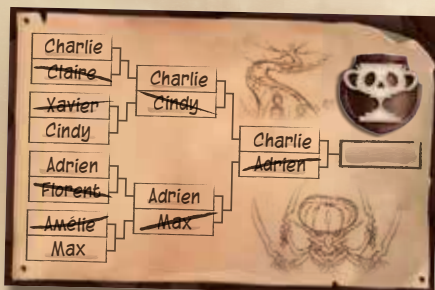 Charlie
Claire
Xavier
Cindy
Adrien
Florent
Amélie
Max
Charlie
Cindy
Adrien
Max
Charlie
Adrien